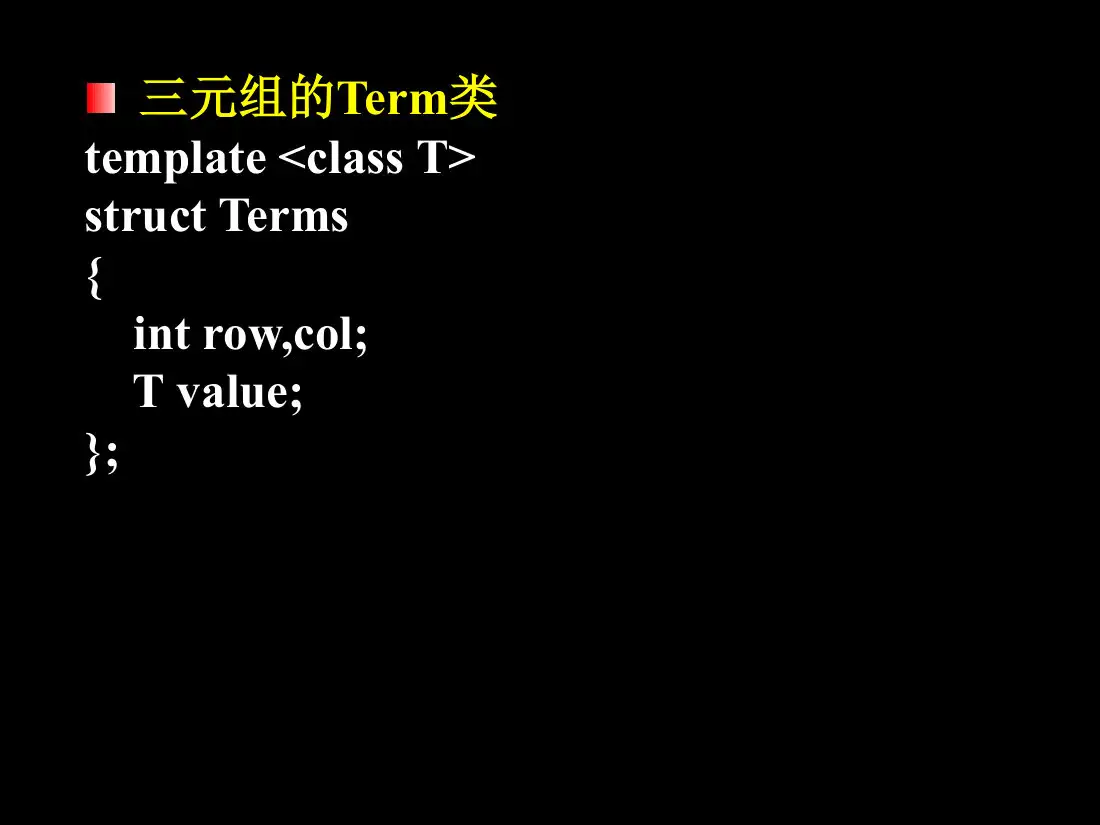 三元组的Term类
template <class T>
struct Terms
{
int row,col;
T value;
};